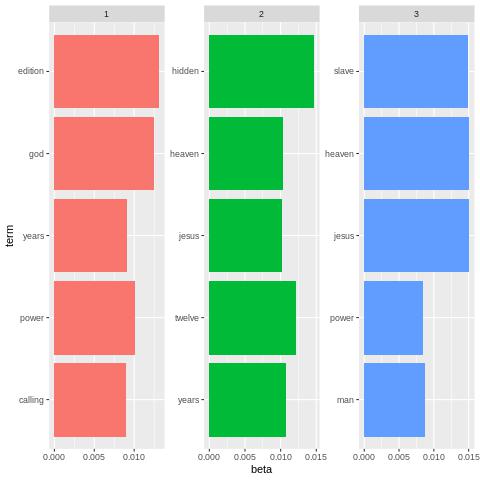 1 2 3
term
edition
god
years
power
calling
hidden
heaven
jesus
twelve
years
slave
heaven
jesus
power
man
0.000 0.005 0.010
0.000 0.005 0.010 0.015
0.000 0.005 0.010 0.015
beta